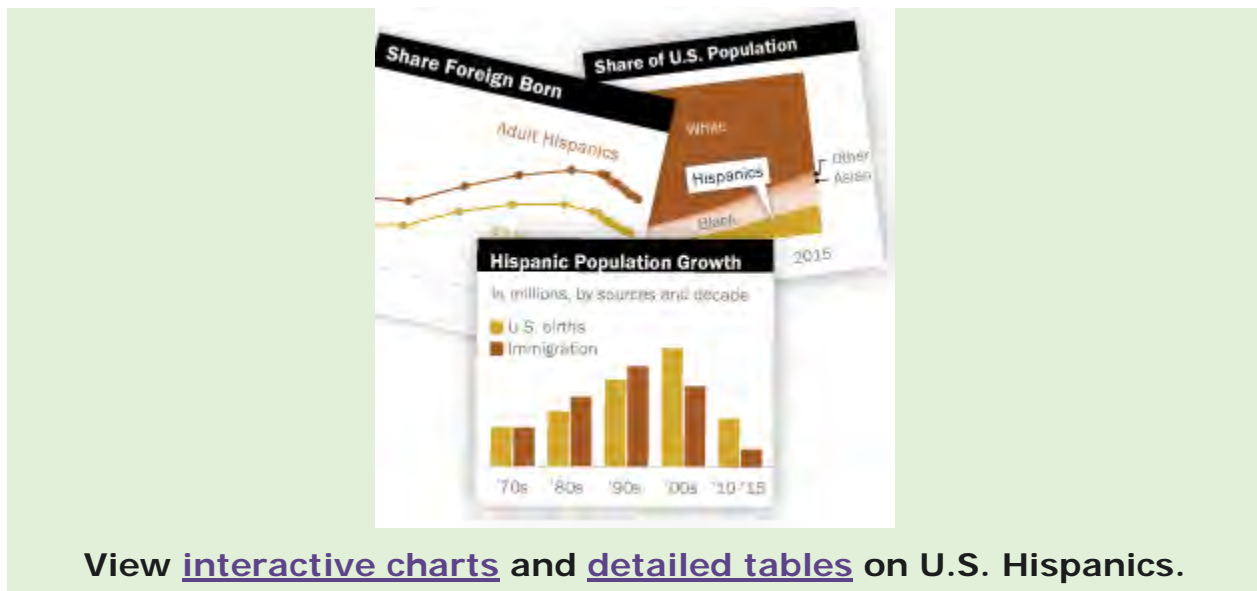 Share Foreign Born
Adult Hispanics
Share of U.S. Population
White
Hispanics
Black
Other
Asian
2015
Hispanic Population Growth
In millions, by sources and decade
U.S. births
Immigration
'70s '80s '90s '00s '10-'15
View interactive charts and detailed tables on U.S. Hispanics.